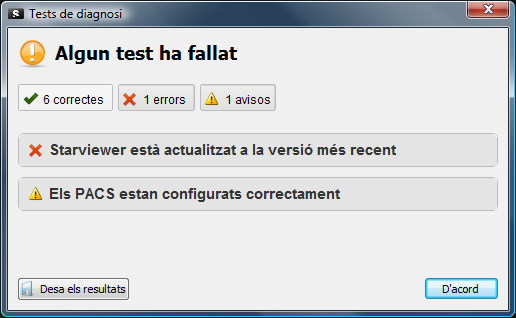 Tests de diagnosi
Algun test ha fallat
6 correctes
1 errors
1 avisos
Starviewer està actualitzat a la versió més recent
Els PACS estan configurats correctament
Desa els resultats
D'acord